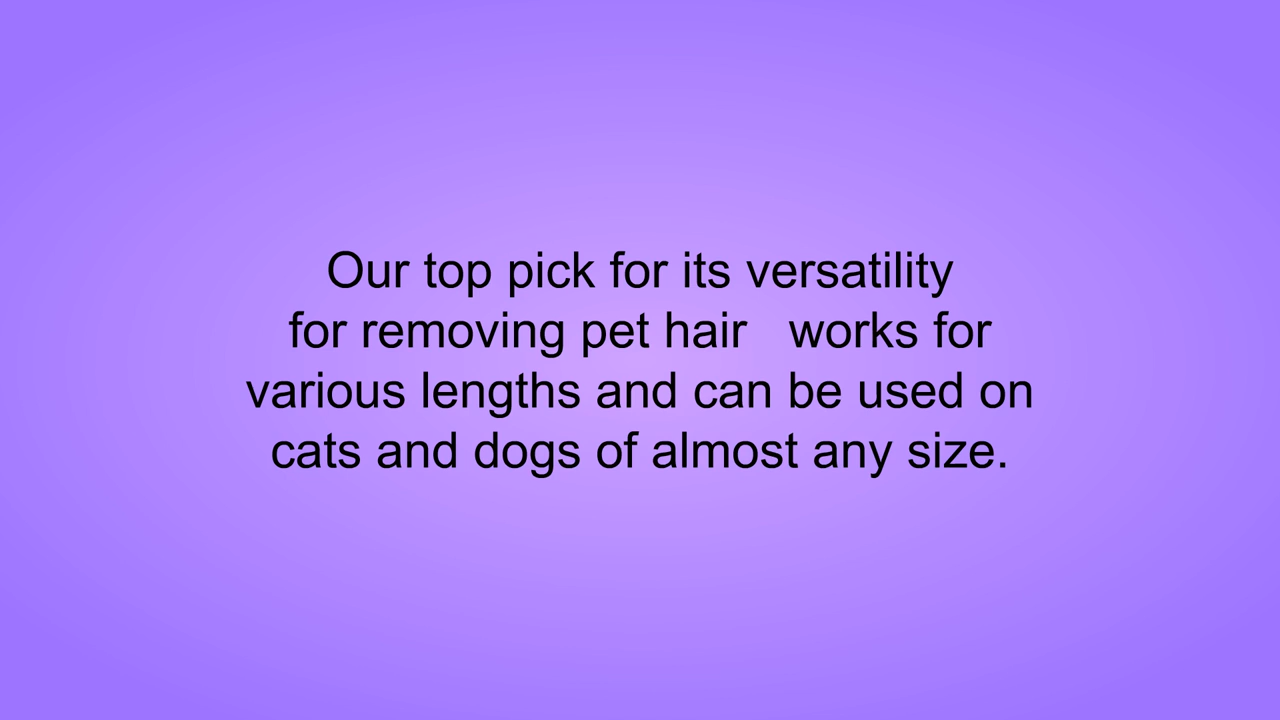 Our top pick for its versatility
for removing pet hair   works for
various lengths and can be used on
cats and dogs of almost any size.